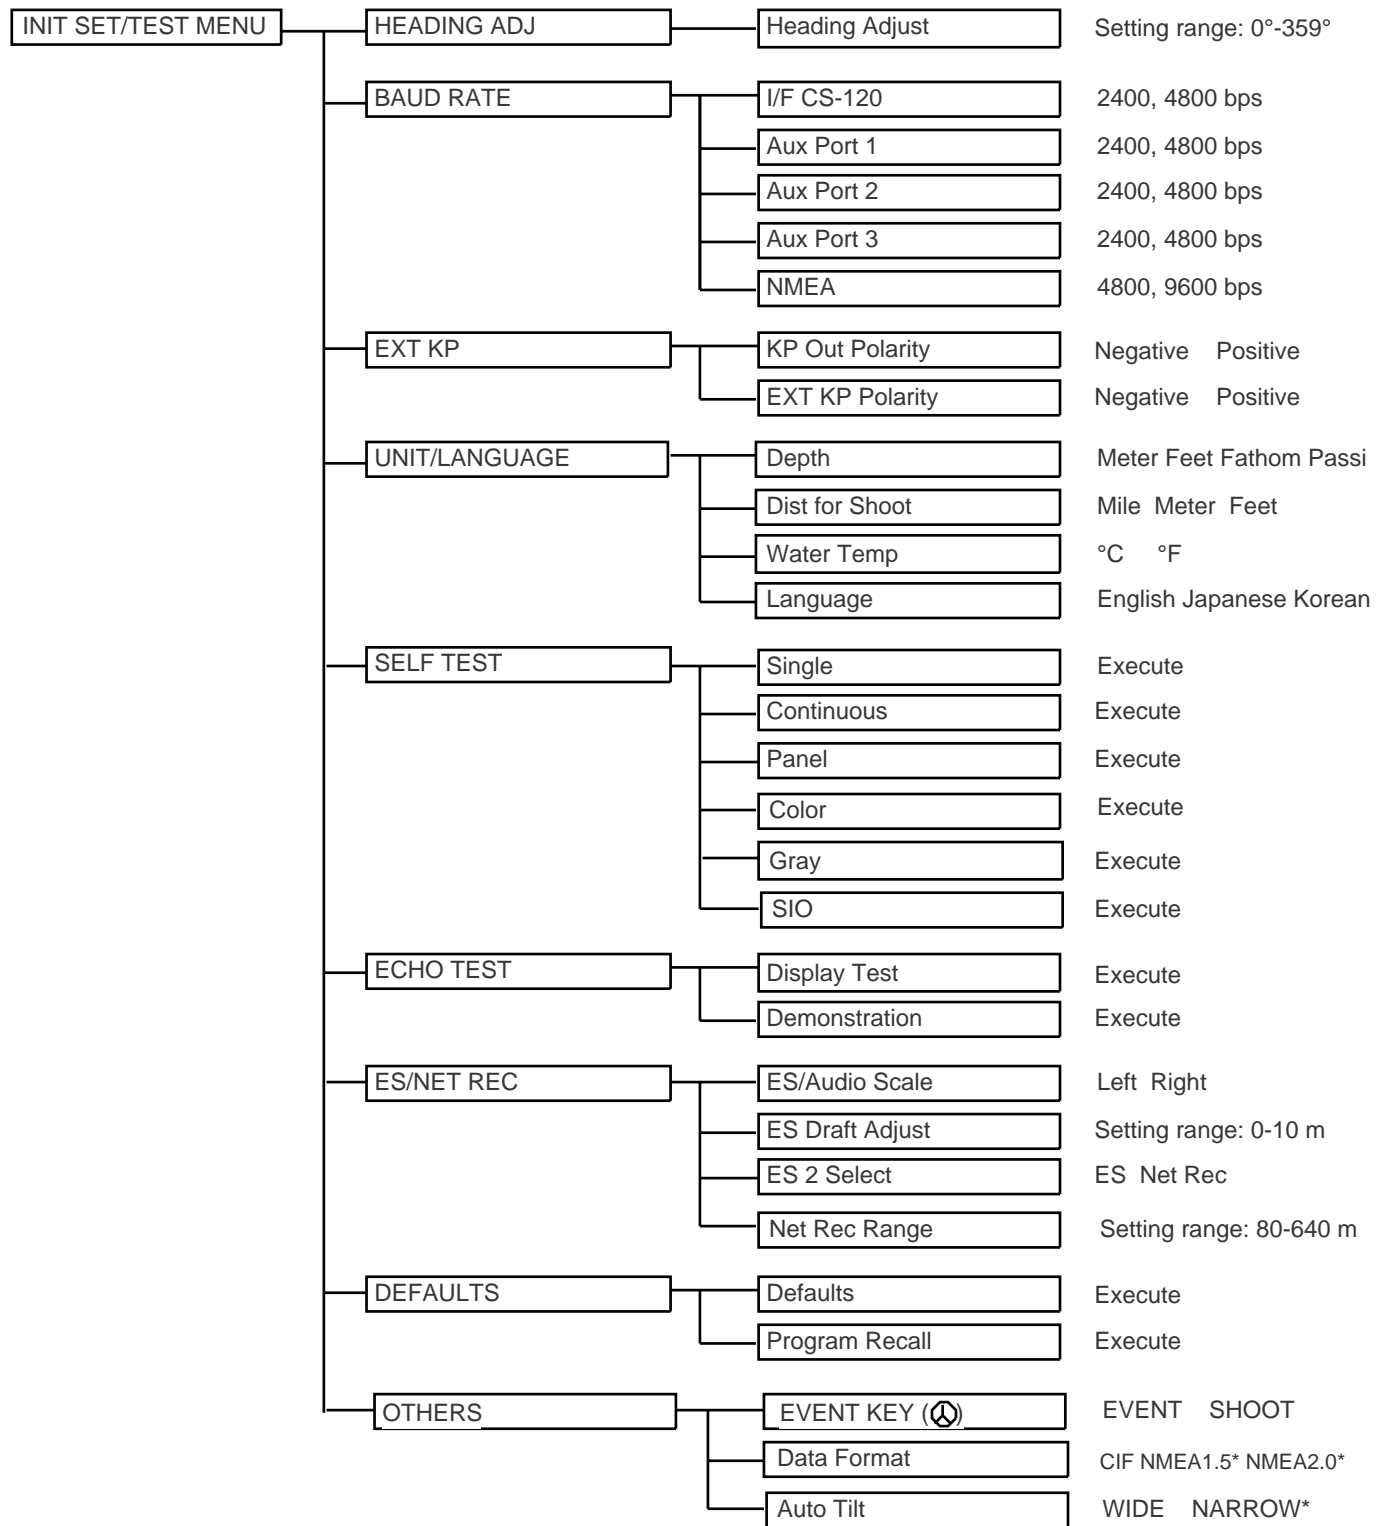 INIT SET/TEST MENU HEADING ADJ Heading Adjust Setting range: 0°-359°
BAUD RATE I/F CS-120 2400, 4800 bps
Aux Port 1 2400, 4800 bps
Aux Port 2 2400, 4800 bps
Aux Port 3 2400, 4800 bps
NMEA 4800, 9600 bps
EXT KP KP Out Polarity Negative Positive
EXT KP Polarity Negative Positive
UNIT/LANGUAGE Depth Meter Feet Fathom Passi
Dist for Shoot Mile Meter Feet
Water Temp °C °F
Language English Japanese Korean
SELF TEST Single Execute
Continuous Execute
Panel Execute
Color Execute
Gray Execute
SIO Execute
ECHO TEST Display Test Execute
Demonstration Execute
ES/NET REC ES/Audio Scale Left Right
ES Draft Adjust Setting range: 0-10 m
ES 2 Select ES Net Rec
Net Rec Range Setting range: 80-640 m
DEFAULTS Defaults Execute
Program Recall Execute
OTHERS EVENT KEY () EVENT SHOOT
Data Format CIF NMEA1.5* NMEA2.0*
Auto Tilt WIDE NARROW*